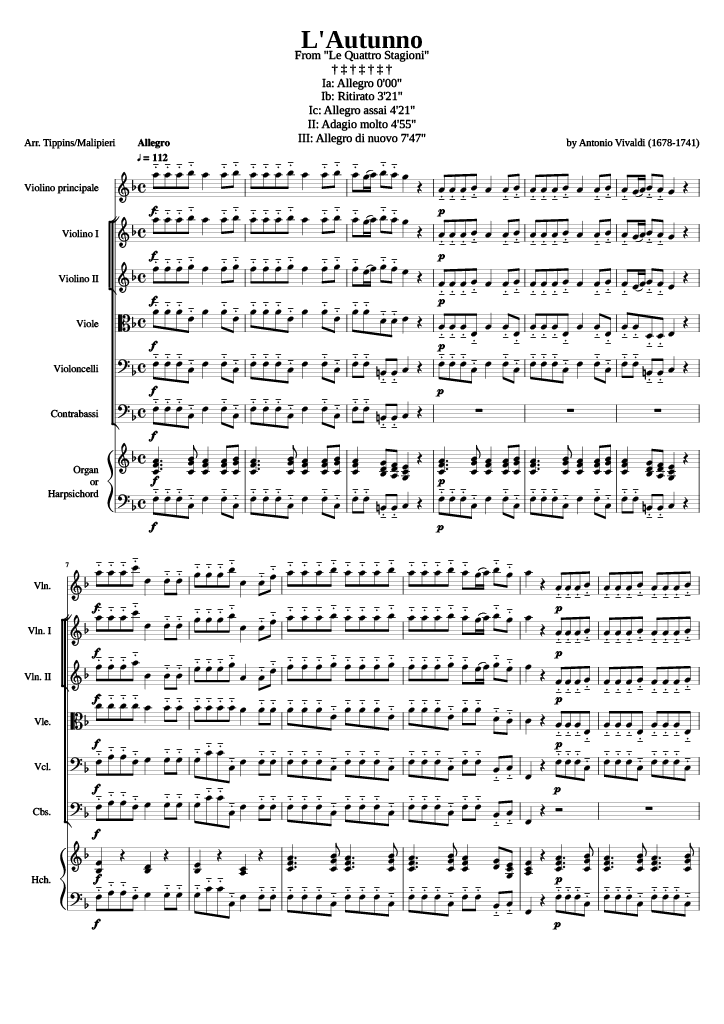 L'Autunno
From "Le Quattro Stagioni"
†‡†‡†‡†
Ia: Allegro 0'00"
Ib: Ritirato 3'21"
Ic: Allegro assai 4'21"
II: Adagio molto 4'55"
III: Allegro di nuovo 7'47"
Arr. Tippins/Malipieri
Allegro
by Antonio Vivaldi (1678-1741)
♩ = 112
Violino principale
f p
Violino I
f p
Violino II
f p
Viole
f p
Violoncelli
f p
Contrabassi
f
Organ
or
Harpsichord
f p
f p
7
Vln.
f p
Vln. I
f p
Vln. II
f p
Vle.
f p
Vcl.
f p
Cbs.
f
Hch.
f p
f p